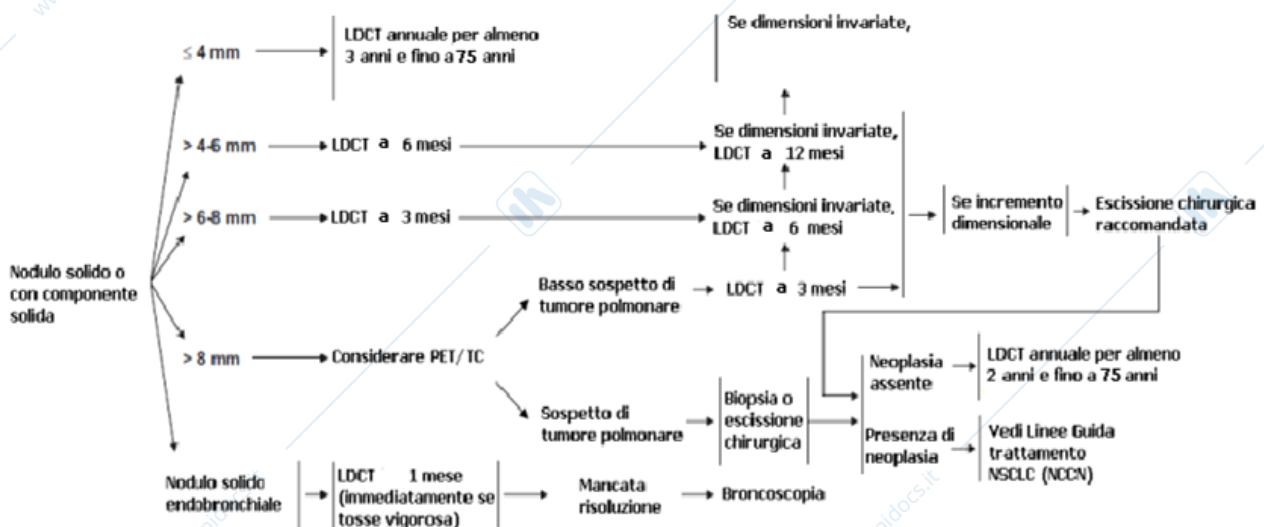 Se dimensioni invariate,
≤ 4 mm
LDCT annuale per almeno
3 anni e fino a 75 anni
> 4-6 mm
LDCT a 6 mesi
Se dimensioni invariate,
LDCT a 12 mesi
> 6-8 mm
LDCT a 3 mesi
Se dimensioni invariate,
LDCT a 6 mesi
Se incremento
dimensionale
Escissione chirurgica
raccomandata
Nodulo solido o
con componente
solida
Basso sospetto di
tumore polmonare
LDCT a 3 mesi
> 8 mm
Considerare PET/TC
Sospetto di
tumore polmonare
Biopsia o
escissione
chirurgica
Neoplasia
assente
LDCT annuale per almeno
2 anni e fino a 75 anni
Presenza di
neoplasia
Vedi Linee Guida
trattamento
NSCLC (NCCN)
Nodulo solido
endobronchiale
LDCT 1 mese
(immediatamente se
tosse vigorosa)
Mancata
risoluzione
Broncoscopia